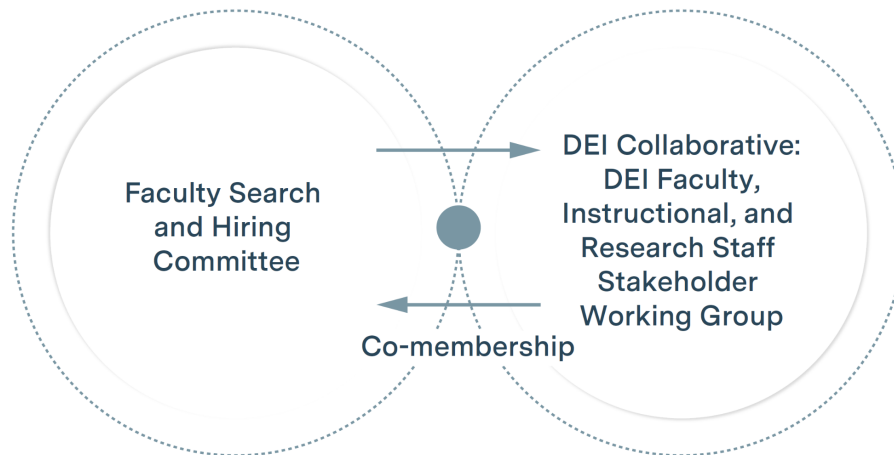 Faculty Search
and Hiring
Committee
DEI Collaborative:
DEI Faculty,
Instructional, and
Research Staff
Stakeholder
Working Group
Co-membership